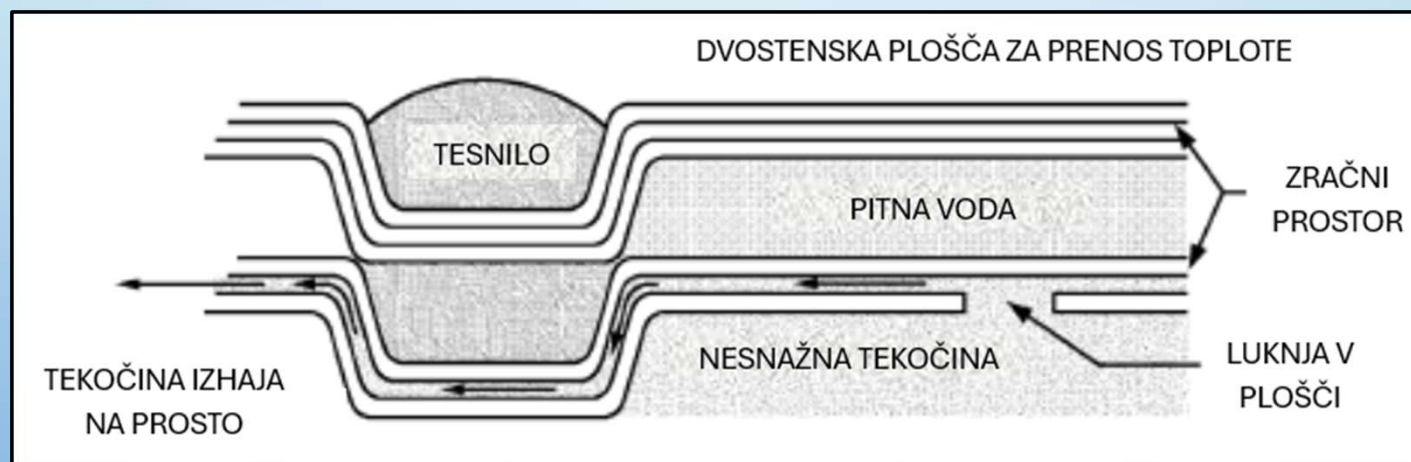 DVOSTENSKA PLOŠČA ZA PRENOS TOPLOTE
TESNILO
PITNA VODA
ZRAČNI
PROSTOR
NESNAŽNA TEKOČINA
LUKNJA V
PLOŠČI
TEKOČINA IZHAJA
NA PROSTO